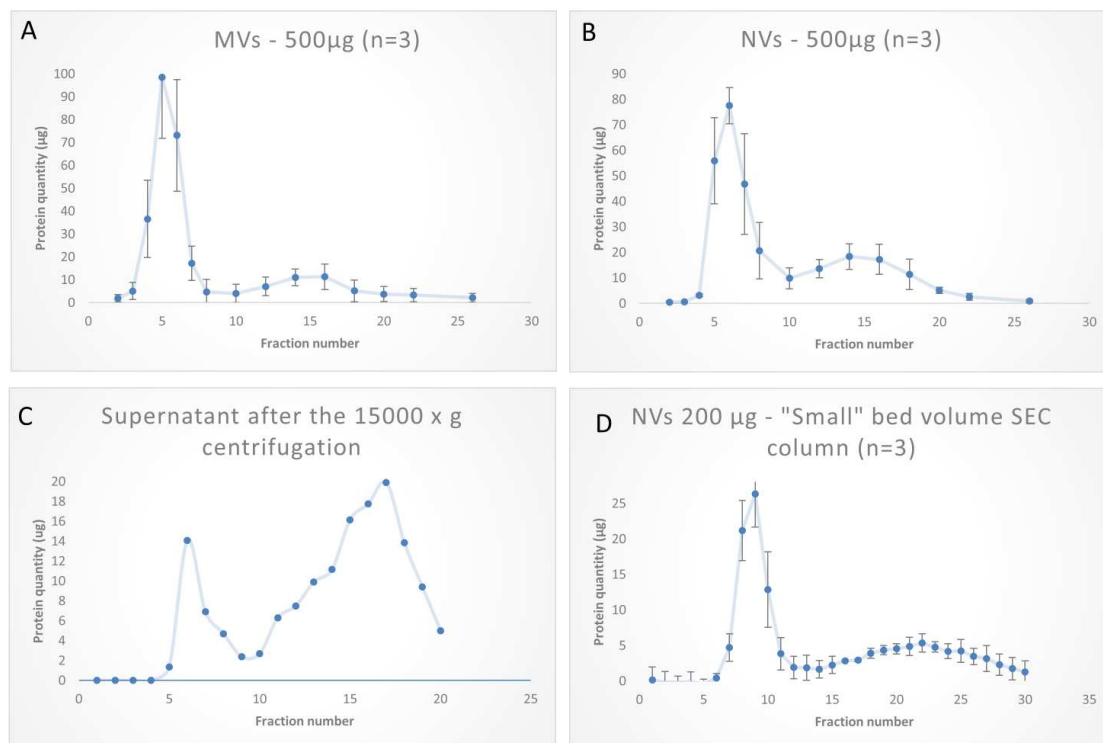 A
MVs - 500µg (n=3)
Protein quantity (µg)
100
90
80
70
60
50
40
30
20
10
0
0 5 10 15 20 25 30
Fraction number
B
NVs - 500µg (n=3)
Protein quantity (µg)
90
80
70
60
50
40
30
20
10
0
0 5 10 15 20 25 30
Fraction number
C
Supernatant after the 15000 x g
centrifugation
Protein quantity (ug)
20
18
16
14
12
10
8
6
4
2
0
0 5 10 15 20 25
Fraction number
D
NVs 200 µg - "Small" bed volume SEC
column (n=3)
Protein quantitiy (µg)
25
20
15
10
5
0
0 5 10 15 20 25 30 35
Fraction number